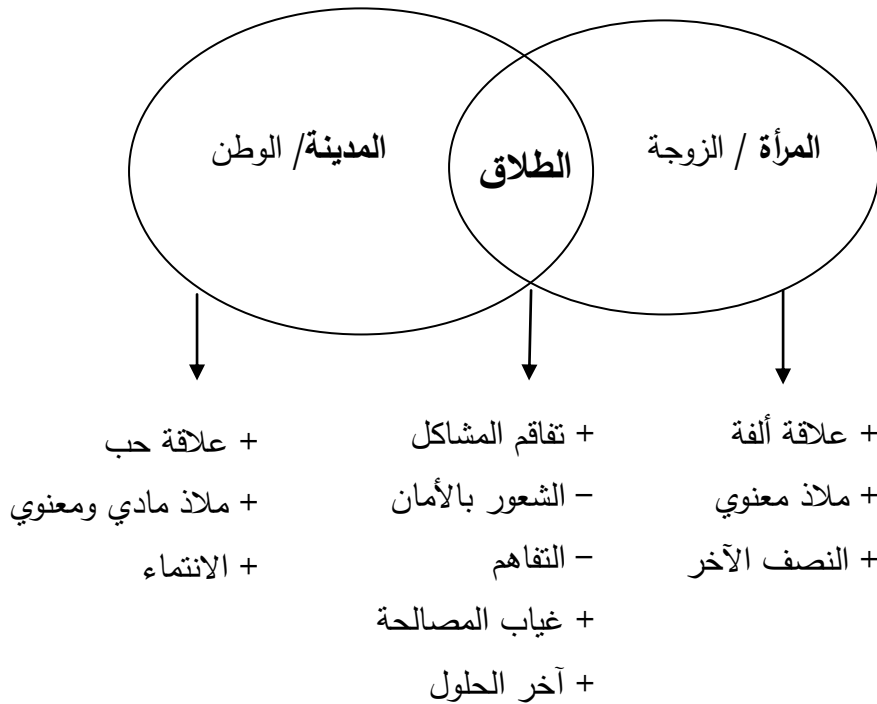 المرأة / الزوجة
الطلاق
المدينة/ الوطن
+ علاقة ألفة
+ ملاذ معنوي
+ النصف الآخر
+ تفاقم المشاكل
– الشعور بالأمان
– التفاهم
+ غياب المصالحة
+ آخر الحلول
+ علاقة حب
+ ملاذ مادي ومعنوي
+ الانتماء